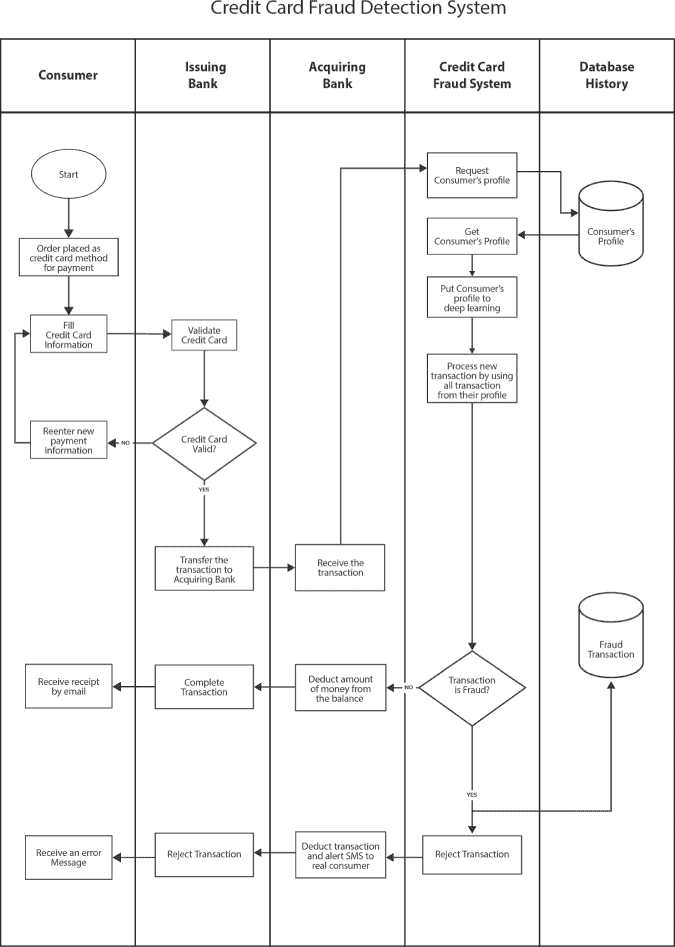 Credit Card Fraud Detection System
Consumer
Issuing
Bank
Acquiring
Bank
Credit Card
Fraud System
Database
History
Start
Order placed as
credit card method
for payment
Fill
Credit Card
Information
Reenter new
payment
information
Validate
Credit Card
Credit Card
Valid?
NO
YES
Transfer the
transaction to
Acquiring Bank
Receive the
transaction
Request
Consumer's profile
Consumer's
Profile
Get
Consumer's Profile
Put Consumer's
profile to
deep learning
Process new
transaction by using
all transaction
from their profile
Transaction
is Fraud?
NO
YES
Fraud
Transaction
Deduct amount
of money from
the balance
Complete
Transaction
Receive receipt
by email
Reject Transaction
Deduct transaction
and alert SMS to
real consumer
Reject Transaction
Receive an error
Message